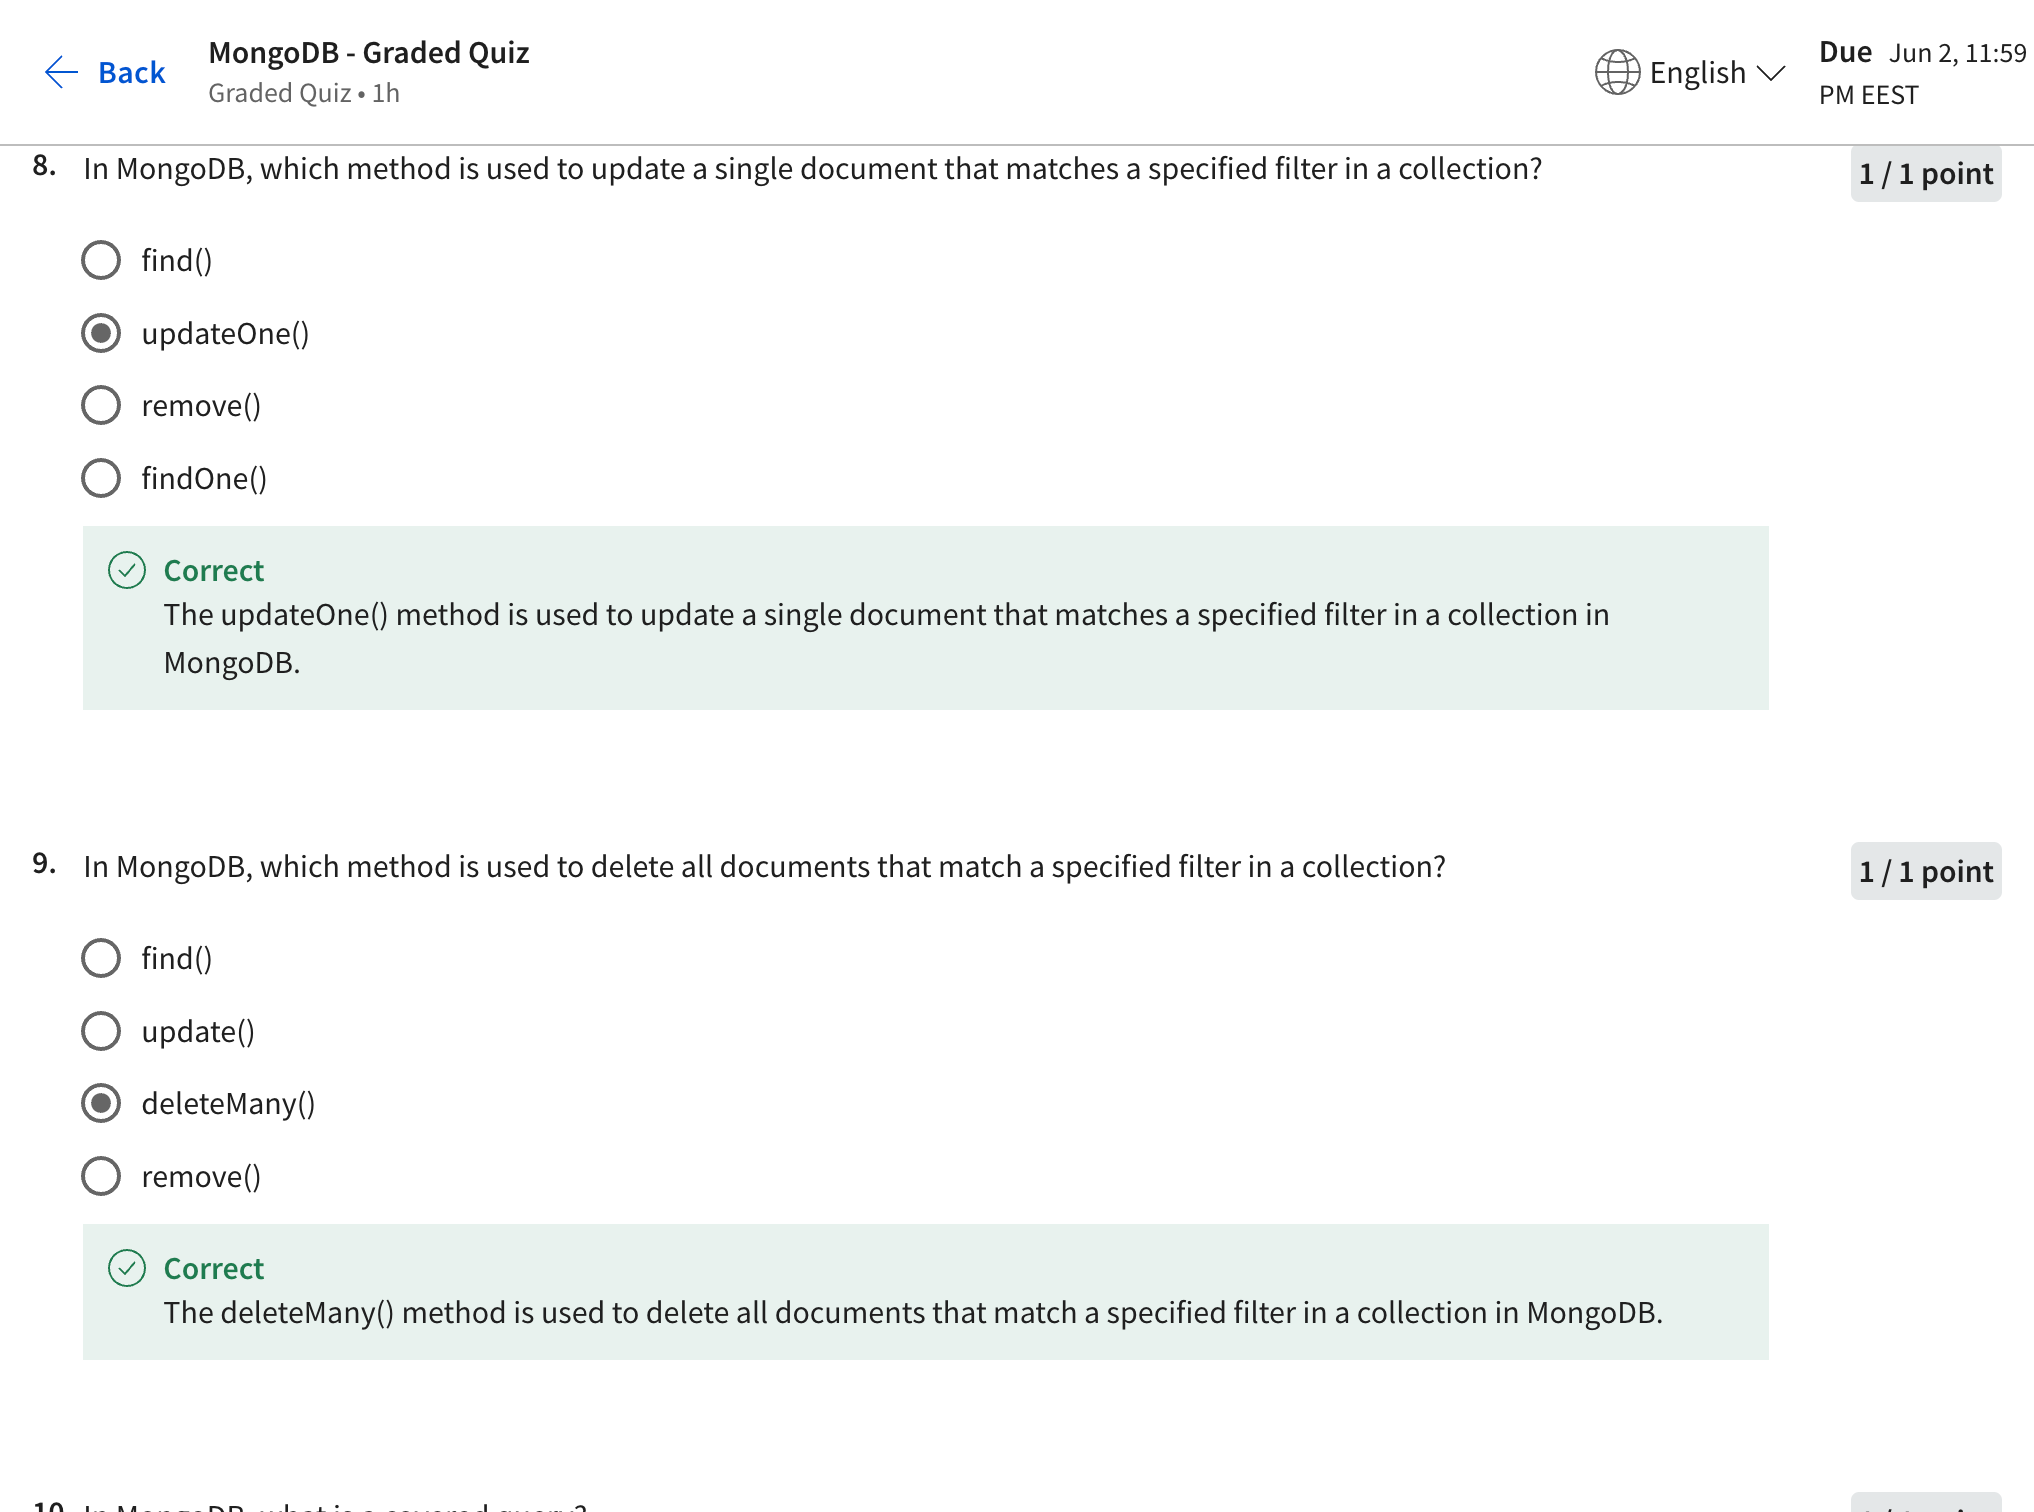 Back
MongoDB - Graded Quiz
Graded Quiz • 1h
English
Due Jun 2, 11:59
PM EEST
8. In MongoDB, which method is used to update a single document that matches a specified filter in a collection?
1 / 1 point
find()
updateOne()
remove()
findOne()
Correct
The updateOne() method is used to update a single document that matches a specified filter in a collection in
MongoDB.
9. In MongoDB, which method is used to delete all documents that match a specified filter in a collection?
1 / 1 point
find()
update()
deleteMany()
remove()
Correct
The deleteMany() method is used to delete all documents that match a specified filter in a collection in MongoDB.
10. In MongoDB, what is a covered query?